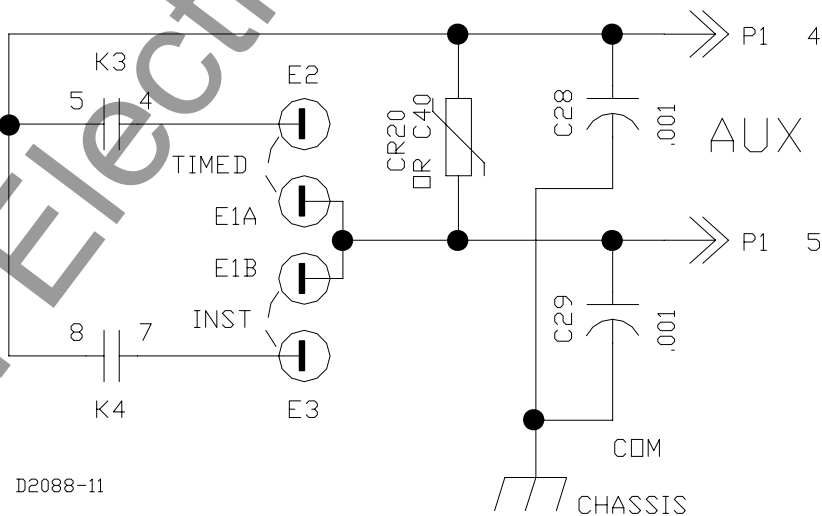 P1 4
K3
E2
5 4
C28
.001
CR20
OR C40
AUX
TIMED
E1A
E1B
P1 5
INST
C29
.001
8 7
K4
E3
COM
D2088-11
CHASSIS
Electr